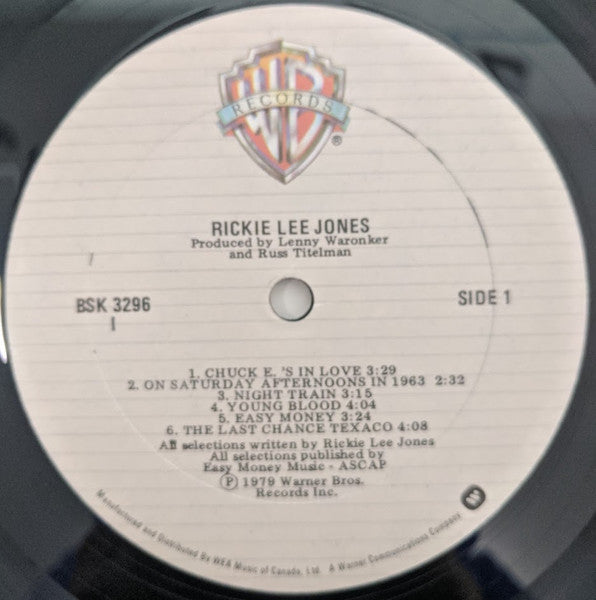 WB
RECORDS
®
RICKIE LEE JONES
Produced by Lenny Waronker
and Russ Titelman
BSK 3296
1
SIDE 1
1. CHUCK E. 'S IN LOVE 3:29
2. ON SATURDAY AFTERNOONS IN 1963 2:32
3. NIGHT TRAIN 3:15
4. YOUNG BLOOD 4:04
5. EASY MONEY 3:24
6. THE LAST CHANCE TEXACO 4:08
All selections written by Rickie Lee Jones
All selections published by
Easy Money Music - ASCAP
Ⓟ 1979 Warner Bros.
Records Inc.
Manufactured and Distributed By WEA Music of Canada, Ltd. A Warner Communications Company